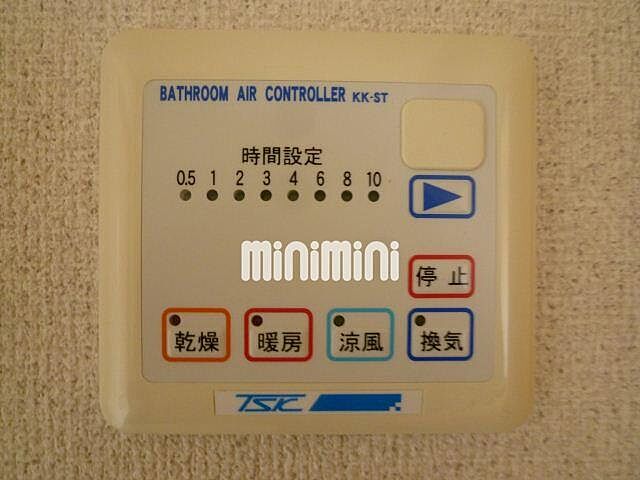 BATHROOM AIR CONTROLLER KK-ST
時間設定
0.5 1 2 3 4 6 8 10
minimini
停止
乾燥 暖房 涼風 換気
TSK